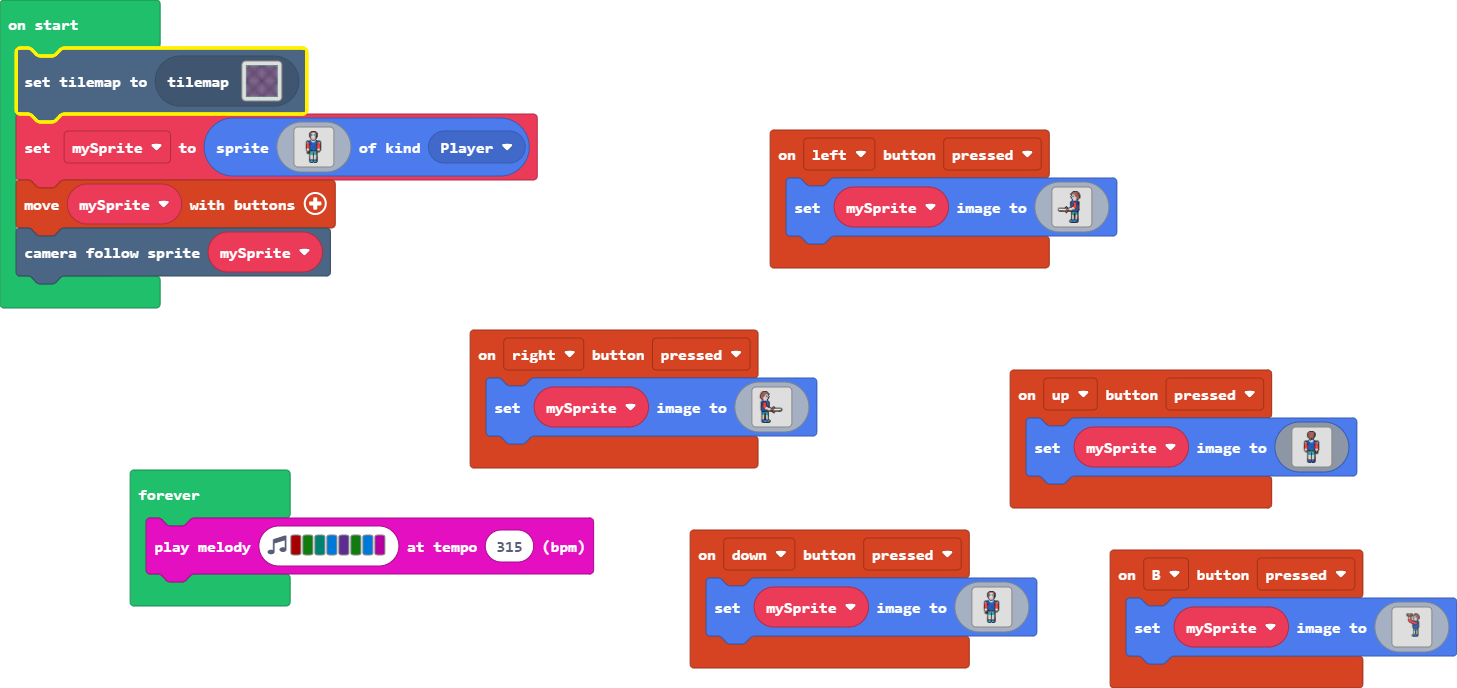 on start
set tilemap to tilemap
set mySprite to sprite of kind Player
move mySprite with buttons
camera follow sprite mySprite
on left button pressed
set mySprite image to
on right button pressed
set mySprite image to
on up button pressed
set mySprite image to
forever
play melody at tempo 315 (bpm)
on down button pressed
set mySprite image to
on B button pressed
set mySprite image to